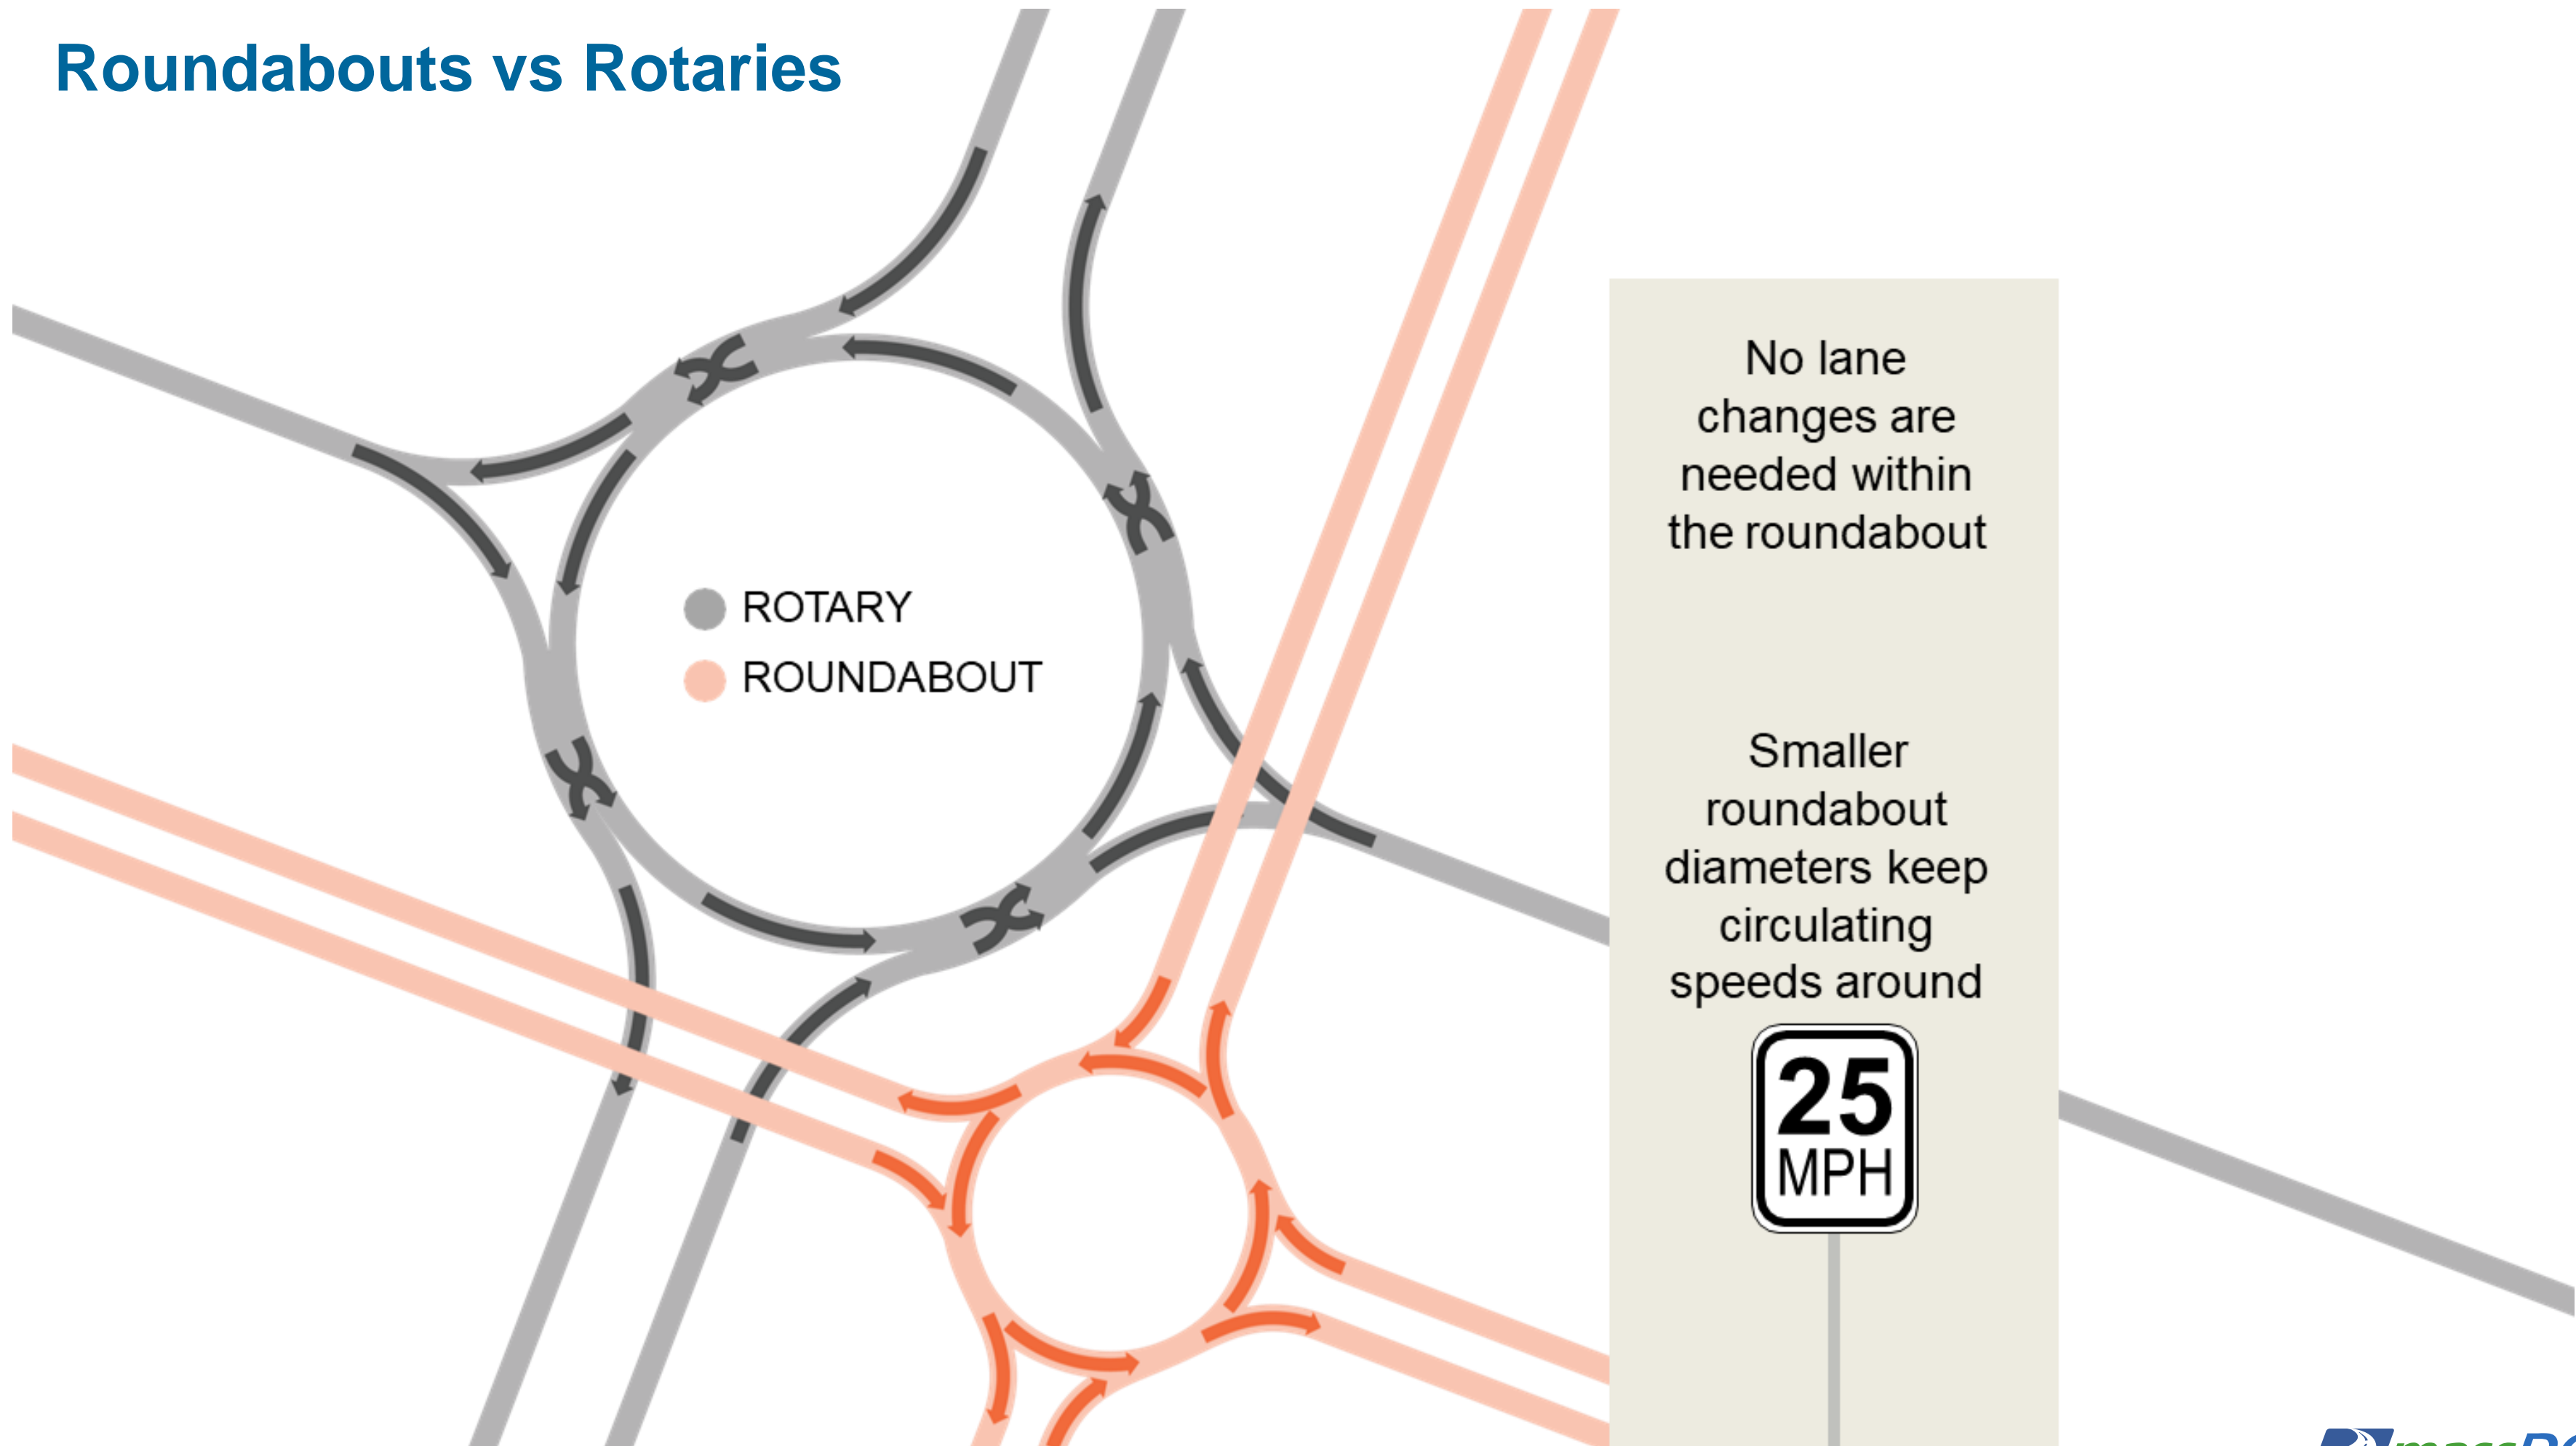 Roundabouts vs Rotaries
ROTARY
ROUNDABOUT
No lane
changes are
needed within
the roundabout
Smaller
roundabout
diameters keep
circulating
speeds around
25
MPH